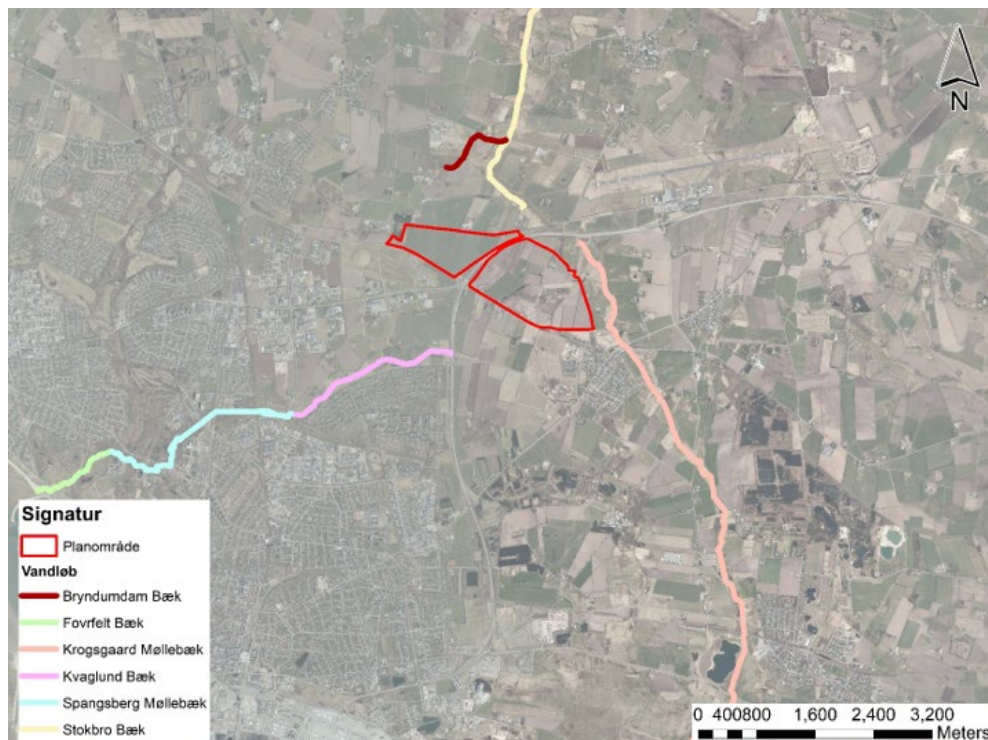 N
Signatur
Planområde
Vandløb
Bryndumdam Bæk
Fovrfelt Bæk
Krogsgaard Møllebæk
Kvaglund Bæk
Spangsberg Møllebæk
Stokbro Bæk
0 400800 1,600 2,400 3,200
Meters